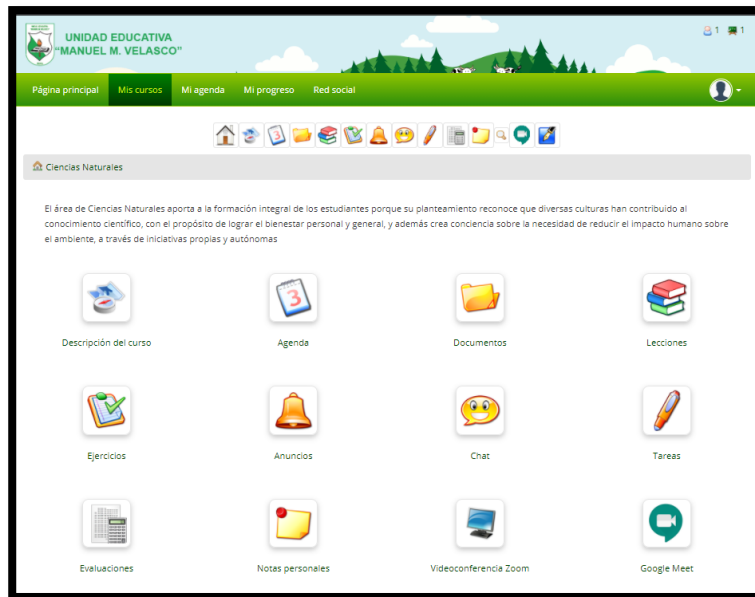 UNIDAD EDUCATIVA
"MANUEL M. VELASCO"
1 1
Página principal Mis cursos Mi agenda Mi progreso Red social
3
Ciencias Naturales
El área de Ciencias Naturales aporta a la formación integral de los estudiantes porque su planteamiento reconoce que diversas culturas han contribuido al
conocimiento científico, con el propósito de lograr el bienestar personal y general, y además crea conciencia sobre la necesidad de reducir el impacto humano sobre
el ambiente, a través de iniciativas propias y autónomas
3
Descripción del curso Agenda Documentos Lecciones
Ejercicios Anuncios Chat Tareas
Evaluaciones Notas personales Videoconferencia Zoom Google Meet